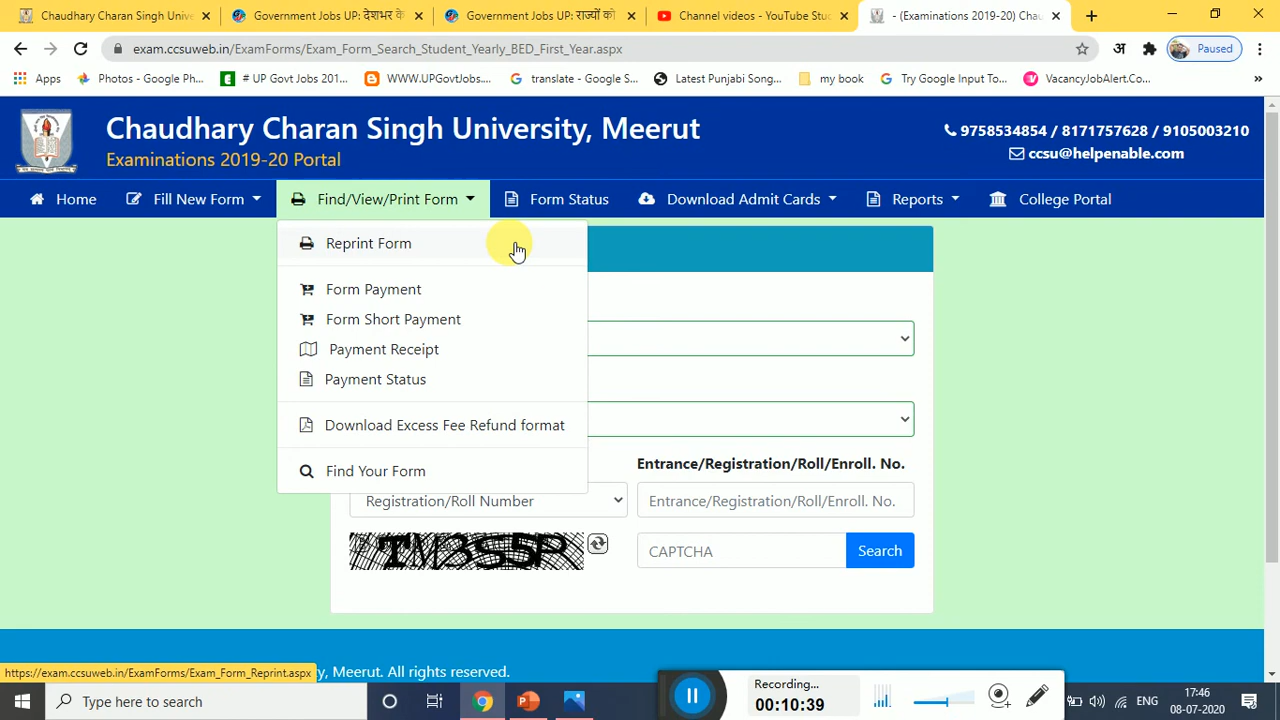 Chaudhary Charan Singh Unive
Government Jobs UP: देशभर के
Government Jobs UP: राज्यों को
Channel videos - YouTube Stu
- (Examinations 2019-20) Chau
exam.ccsuweb.in/ExamForms/Exam_Form_Search_Student_Yearly_BED_First_Year.aspx
अ
Paused
Apps
Photos - Google Ph...
# UP Govt Jobs 201...
WWW.UPGovtJobs....
translate - Google S...
Latest Punjabi Song...
my book
Try Google Input To...
VacancyJobAlert.Co...
»
Chaudhary Charan Singh University, Meerut
Examinations 2019-20 Portal
9758534854 / 8171757628 / 9105003210
ccsu@helpenable.com
Home
Fill New Form
Find/View/Print Form
Form Status
Download Admit Cards
Reports
College Portal
Reprint Form
Form Payment
Form Short Payment
Payment Receipt
Payment Status
Download Excess Fee Refund format
Find Your Form
Entrance/Registration/Roll/Enroll. No.
Registration/Roll Number
Entrance/Registration/Roll/Enroll. No.
TM3S5R
CAPTCHA
Search
https://exam.ccsuweb.in/ExamForms/Exam_Form_Reprint.aspx
y, Meerut. All rights reserved.
Recording...
00:10:39
Type here to search
ENG
17:46
08-07-2020